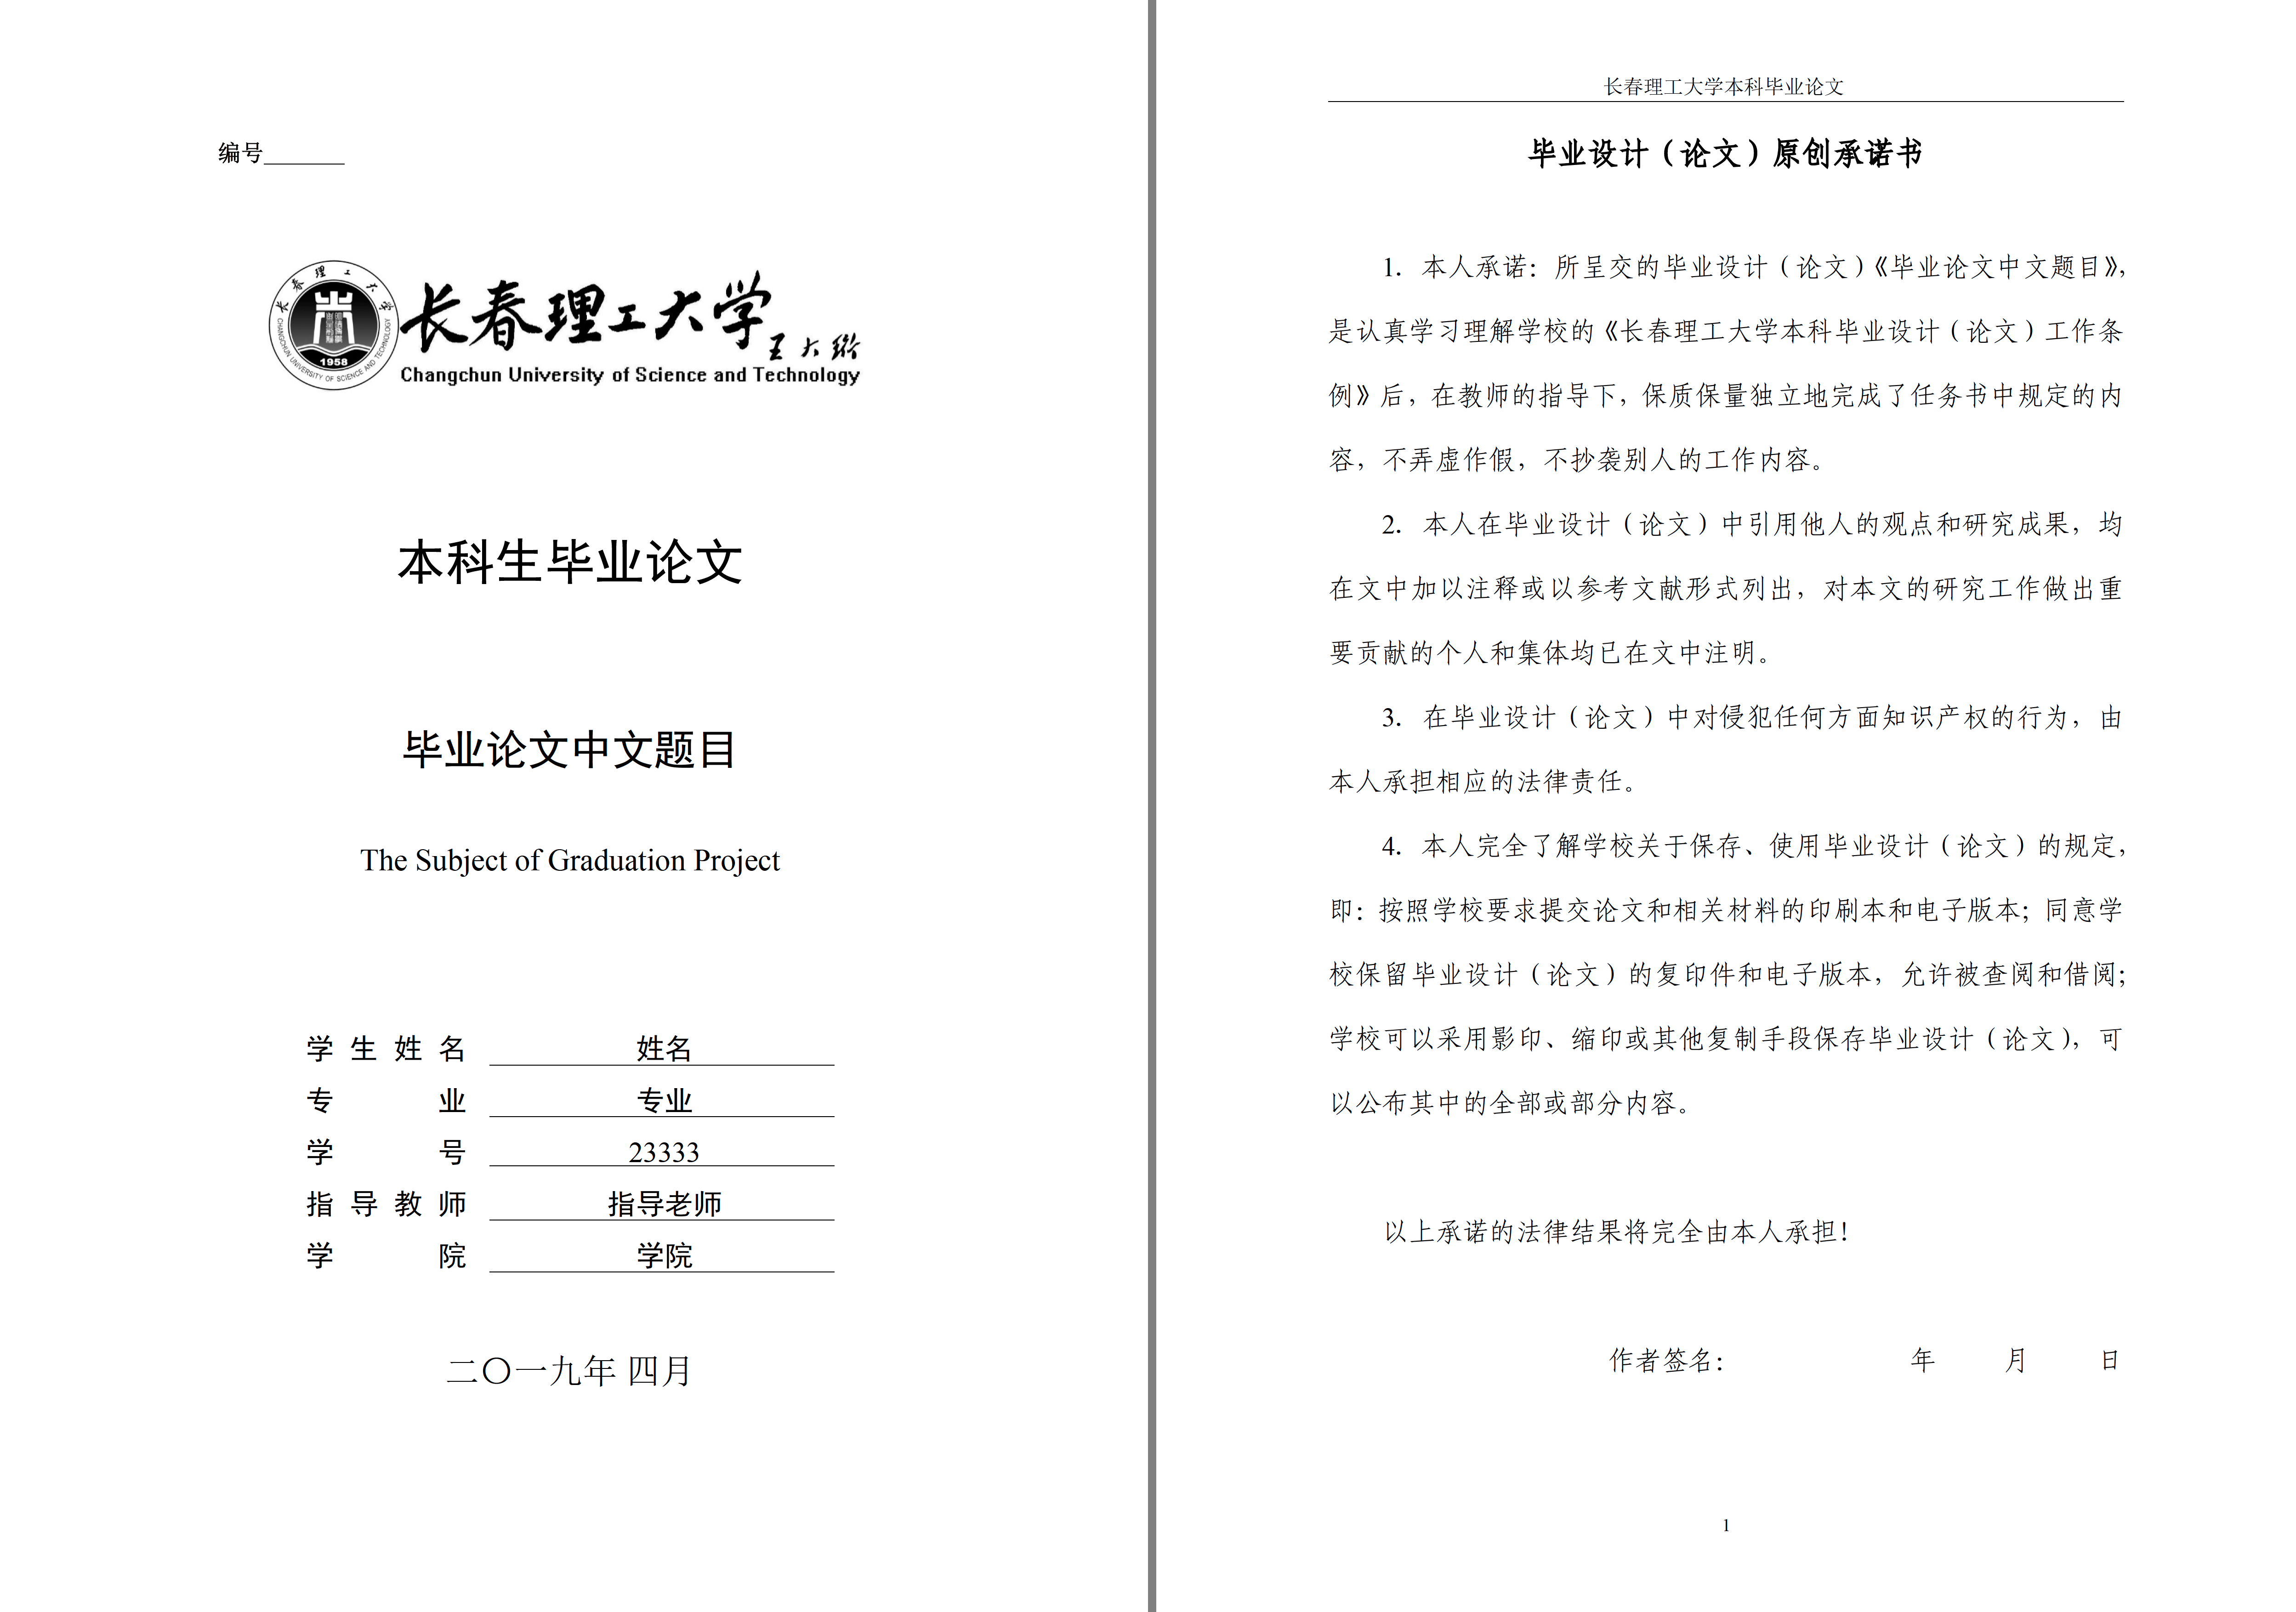 编号
长春理工大学
CHANGCHUN UNIVERSITY OF SCIENCE AND TECHNOLOGY
1958
长春理工大学
王大珩
Changchun University of Science and Technology
本科生毕业论文
毕业论文中文题目
The Subject of Graduation Project
学生姓名 姓名
专业 专业
学号 23333
指导教师 指导老师
学院 学院
二〇一九年 四月
长春理工大学本科毕业论文
毕业设计（论文）原创承诺书
1. 本人承诺：所呈交的毕业设计（论文）《毕业论文中文题目》，
是认真学习理解学校的《长春理工大学本科毕业设计（论文）工作条
例》后，在教师的指导下，保质保量独立地完成了任务书中规定的内
容，不弄虚作假，不抄袭别人的工作内容。
2. 本人在毕业设计（论文）中引用他人的观点和研究成果，均
在文中加以注释或以参考文献形式列出，对本文的研究工作做出重
要贡献的个人和集体均已在文中注明。
3. 在毕业设计（论文）中对侵犯任何方面知识产权的行为，由
本人承担相应的法律责任。
4. 本人完全了解学校关于保存、使用毕业设计（论文）的规定，
即：按照学校要求提交论文和相关材料的印刷本和电子版本；同意学
校保留毕业设计（论文）的复印件和电子版本，允许被查阅和借阅；
学校可以采用影印、缩印或其他复制手段保存毕业设计（论文），可
以公布其中的全部或部分内容。
以上承诺的法律结果将完全由本人承担！
作者签名： 年 月 日
1